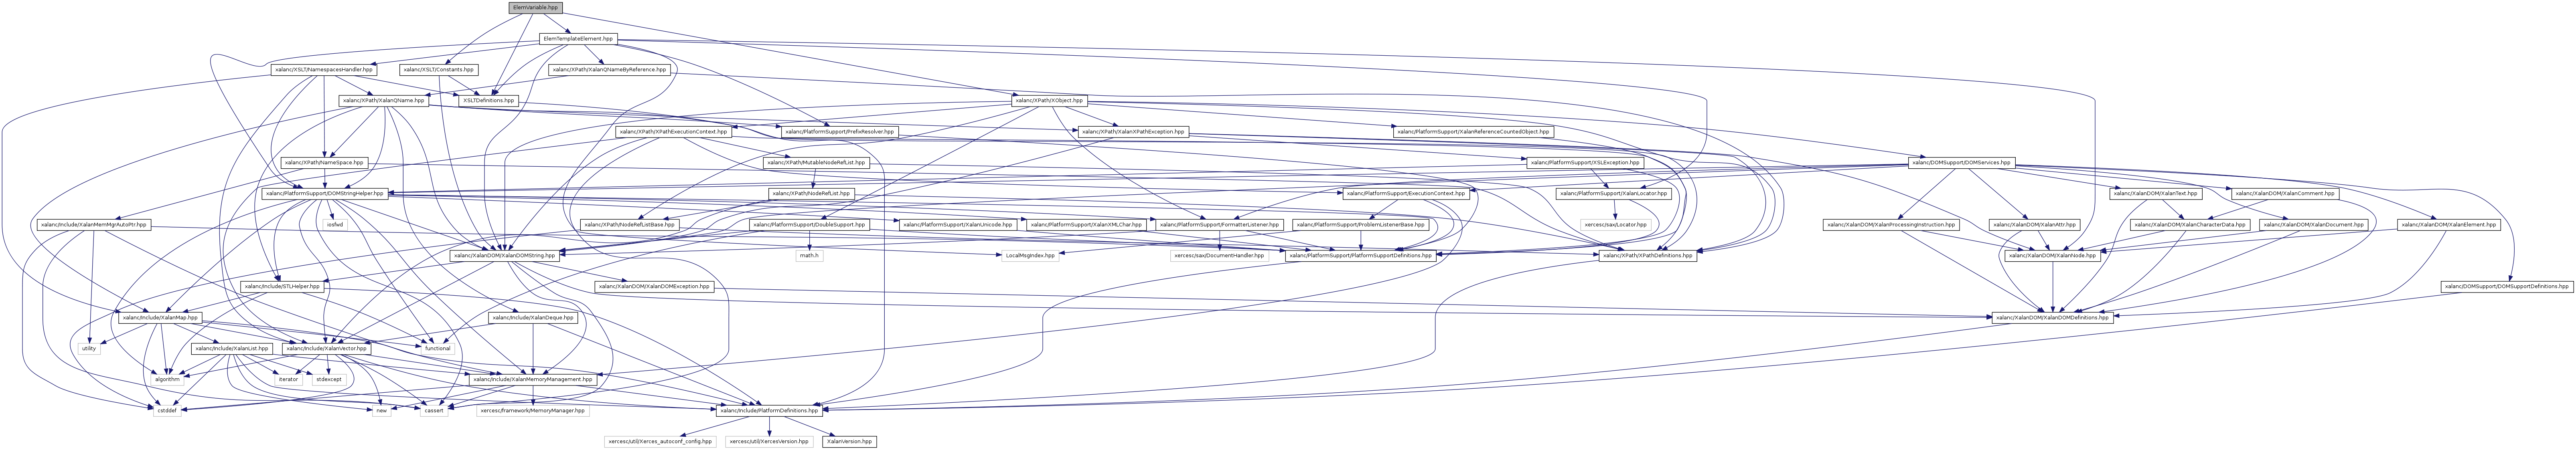 ElemVariable.hpp
ElemTemplateElement.hpp
xalanc/XSLT/NamespacesHandler.hpp
xalanc/XSLT/Constants.hpp
xalanc/XPath/XalanQNameByReference.hpp
xalanc/XPath/XalanQName.hpp
XSLTDefinitions.hpp
xalanc/XPath/XObject.hpp
xalanc/XPath/XPathExecutionContext.hpp
xalanc/PlatformSupport/PrefixResolver.hpp
xalanc/XPath/XalanXPathException.hpp
xalanc/PlatformSupport/XalanReferenceCountedObject.hpp
xalanc/XPath/NameSpace.hpp
xalanc/XPath/MutableNodeRefList.hpp
xalanc/PlatformSupport/XSLException.hpp
xalanc/DOMSupport/DOMServices.hpp
xalanc/PlatformSupport/DOMStringHelper.hpp
xalanc/XPath/NodeRefList.hpp
xalanc/PlatformSupport/ExecutionContext.hpp
xalanc/PlatformSupport/XalanLocator.hpp
xalanc/XalanDOM/XalanText.hpp
xalanc/XalanDOM/XalanComment.hpp
xalanc/Include/XalanMemMgrAutoPtr.hpp
iosfwd
xalanc/XPath/NodeRefListBase.hpp
xalanc/PlatformSupport/DoubleSupport.hpp
xalanc/PlatformSupport/XalanUnicode.hpp
xalanc/PlatformSupport/XalanXMLChar.hpp
xalanc/PlatformSupport/FormatterListener.hpp
xalanc/PlatformSupport/ProblemListenerBase.hpp
xercesc/sax/Locator.hpp
xalanc/XalanDOM/XalanProcessingInstruction.hpp
xalanc/XalanDOM/XalanAttr.hpp
xalanc/XalanDOM/XalanCharacterData.hpp
xalanc/XalanDOM/XalanDocument.hpp
xalanc/XalanDOM/XalanElement.hpp
xalanc/XalanDOM/XalanDOMString.hpp
math.h
LocalMsgIndex.hpp
xercesc/sax/DocumentHandler.hpp
xalanc/PlatformSupport/PlatformSupportDefinitions.hpp
xalanc/XPath/XPathDefinitions.hpp
xalanc/XalanDOM/XalanNode.hpp
xalanc/Include/STLHelper.hpp
xalanc/XalanDOM/XalanDOMException.hpp
xalanc/DOMSupport/DOMSupportDefinitions.hpp
xalanc/Include/XalanMap.hpp
xalanc/Include/XalanDeque.hpp
xalanc/XalanDOM/XalanDOMDefinitions.hpp
utility
xalanc/Include/XalanList.hpp
xalanc/Include/XalanVector.hpp
functional
algorithm
iterator
stdexcept
xalanc/Include/XalanMemoryManagement.hpp
cstddef
new
cassert
xercesc/framework/MemoryManager.hpp
xalanc/Include/PlatformDefinitions.hpp
xercesc/util/Xerces_autoconf_config.hpp
xercesc/util/XercesVersion.hpp
XalanVersion.hpp